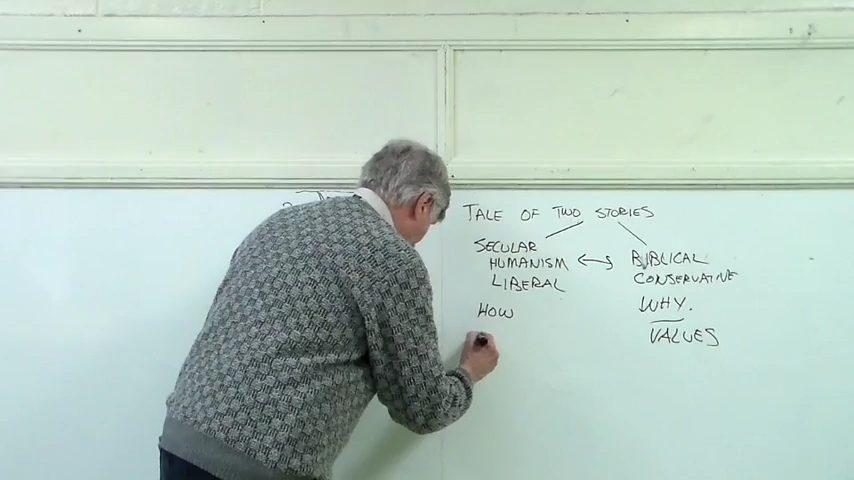 TALE OF TWO STORIES
SECULAR
HUMANISM
LIBERAL
HOW
BIBLICAL
CONSERVATIVE
WHY.
VALUES